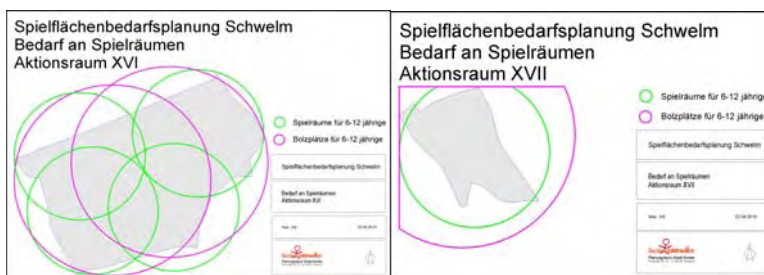 Spielflächenbedarfsplanung Schwelm
Bedarf an Spielräumen
Aktionsraum XVI
Spielräume für 6-12 jährige
Bolzplätze für 6-12 jährige
Spielflächenbedarfsplanung Schwelm
Bedarf an Spielräumen
Aktionsraum XVI
Spielflächenbedarfsplanung Schwelm
Bedarf an Spielräumen
Aktionsraum XVII
Spielräume für 6-12 jährige
Bolzplätze für 6-12 jährige
Spielflächenbedarfsplanung Schwelm
Bedarf an Spielräumen
Aktionsraum XVII